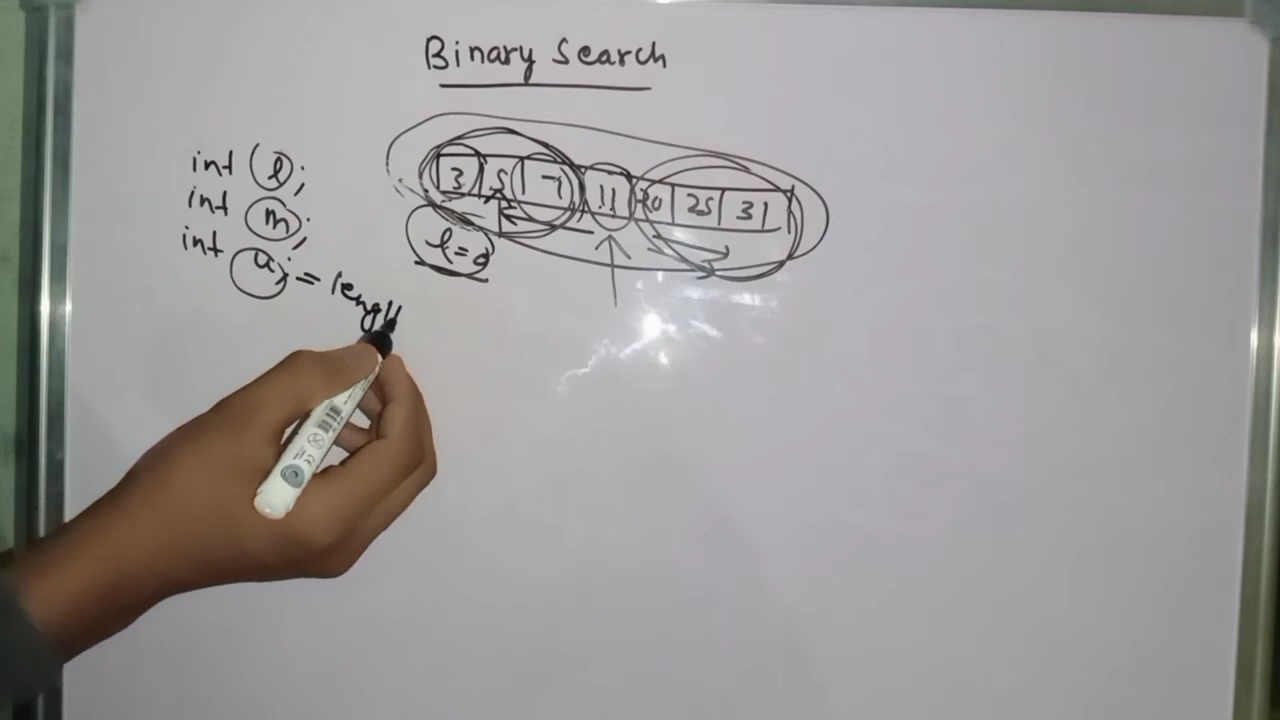 Binary Search
int l;
int m;
int u; = length
3 5 7 11 20 25 31
l=0